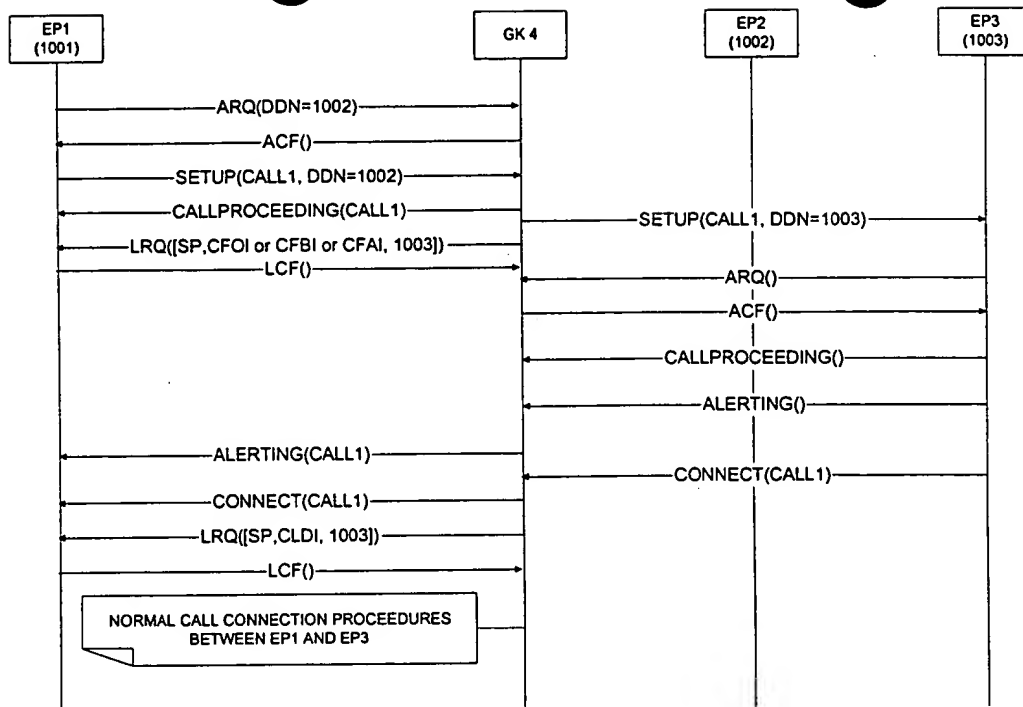 EP1
(1001)
GK 4
EP2
(1002)
EP3
(1003)
ARQ(DDN=1002)
ACF()
SETUP(CALL1, DDN=1002)
CALLPROCEEDING(CALL1)
SETUP(CALL1, DDN=1003)
LRQ([SP,CFOI or CFBI or CFAI, 1003])
LCF()
ARQ()
ACF()
CALLPROCEEDING()
ALERTING()
ALERTING(CALL1)
CONNECT(CALL1)
CONNECT(CALL1)
LRQ([SP,CLDI, 1003])
LCF()
NORMAL CALL CONNECTION PROCEEDURES
BETWEEN EP1 AND EP3